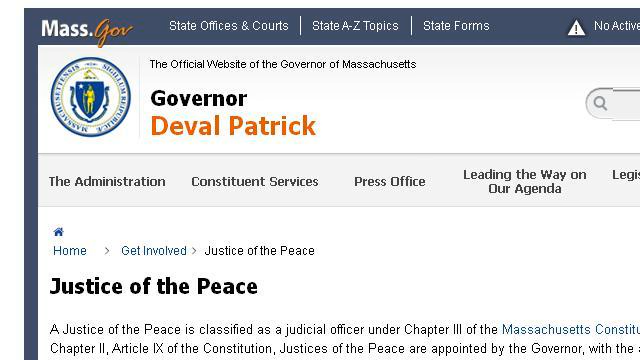 Mass.Gov State Offices & Courts State A-Z Topics State Forms No Active
The Official Website of the Governor of Massachusetts
Governor
Deval Patrick
The Administration Constituent Services Press Office Leading the Way on Our Agenda
Home > Get Involved > Justice of the Peace
Justice of the Peace
A Justice of the Peace is classified as a judicial officer under Chapter III of the Massachusetts
Chapter II, Article IX of the Constitution, Justices of the Peace are appointed by the Governor, with the